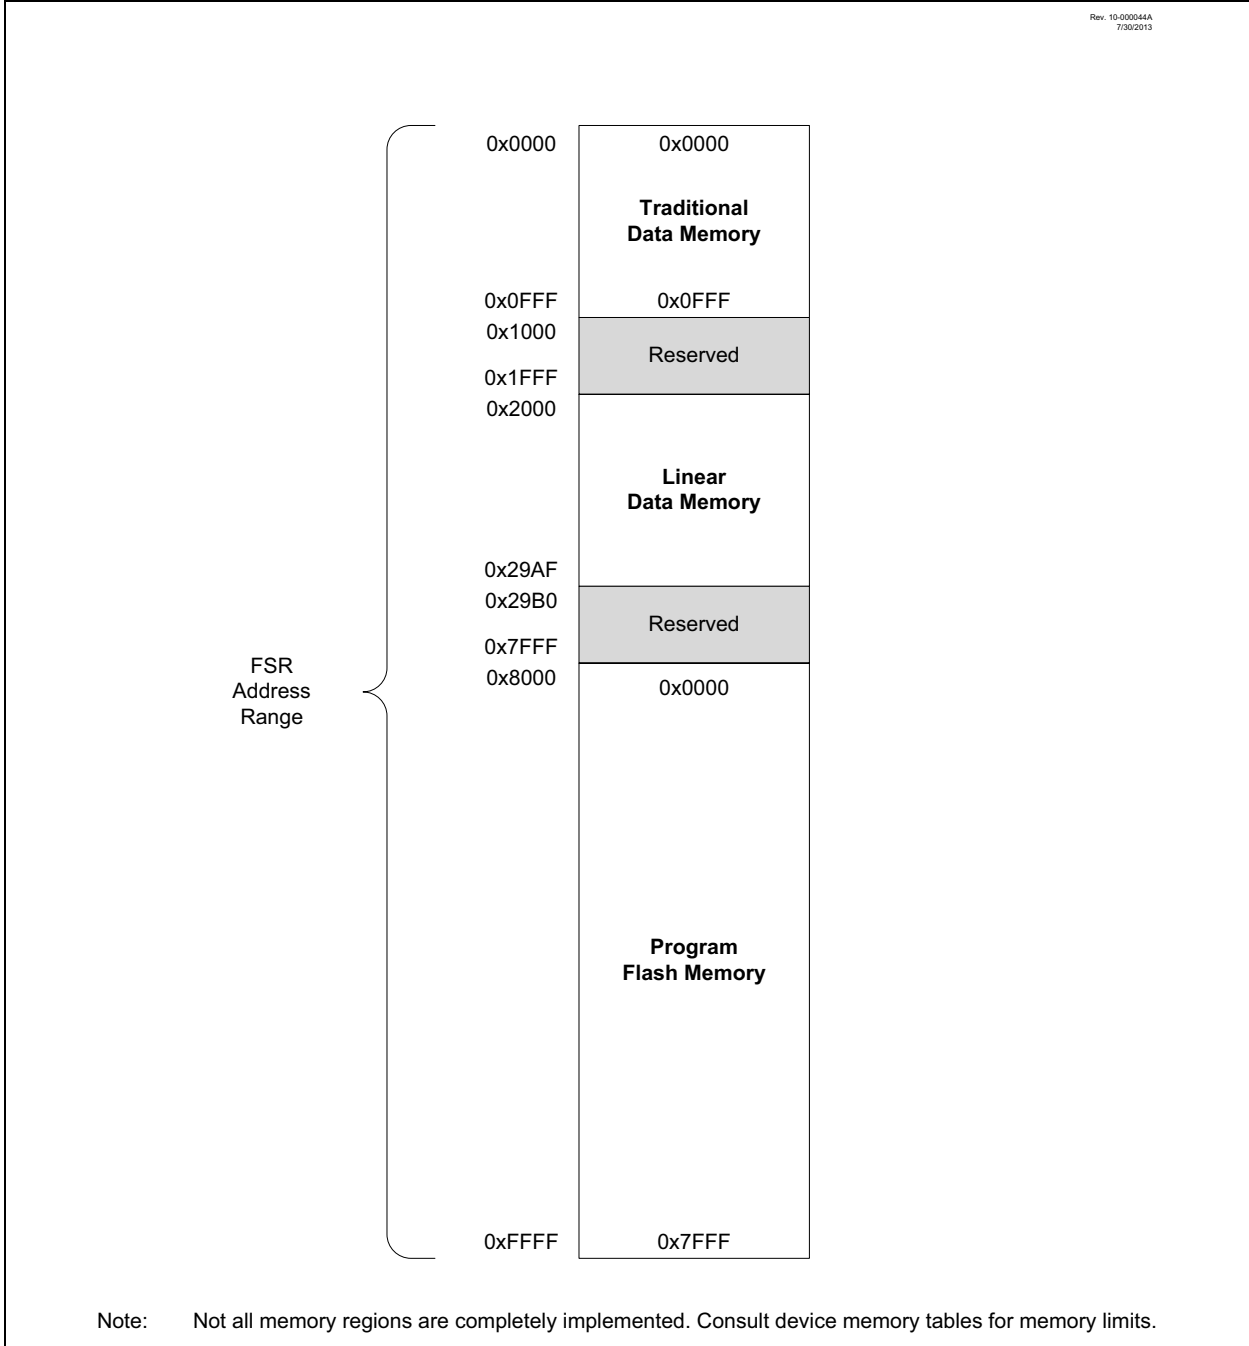 Rev. 10-000044A
7/30/2013
0x0000 0x0000
Traditional
Data Memory
0x0FFF 0x0FFF
0x1000
Reserved
0x1FFF
0x2000
Linear
Data Memory
0x29AF
0x29B0
Reserved
0x7FFF
FSR
Address
Range
0x8000 0x0000
Program
Flash Memory
0xFFFF 0x7FFF
Note: Not all memory regions are completely implemented. Consult device memory tables for memory limits.